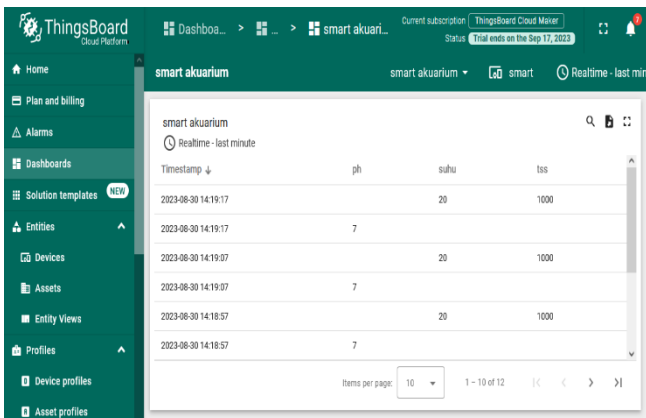 ThingsBoard
Cloud Platform
Dashboa... > ... > smart akuari...
Current subscription ThingsBoard Cloud Maker
Status Trial ends on the Sep 17, 2023
Home
Plan and billing
Alarms
Dashboards
Solution templates NEW
Entities
Devices
Assets
Entity Views
Profiles
Device profiles
Asset profiles
smart akuarium
smart akuarium
smart
Realtime - last min
smart akuarium
Realtime - last minute
Timestamp ph suhu tss
2023-08-30 14:19:17 20 1000
2023-08-30 14:19:17 7
2023-08-30 14:19:07 20 1000
2023-08-30 14:19:07 7
2023-08-30 14:18:57 20 1000
2023-08-30 14:18:57 7
Items per page: 10 1 – 10 of 12